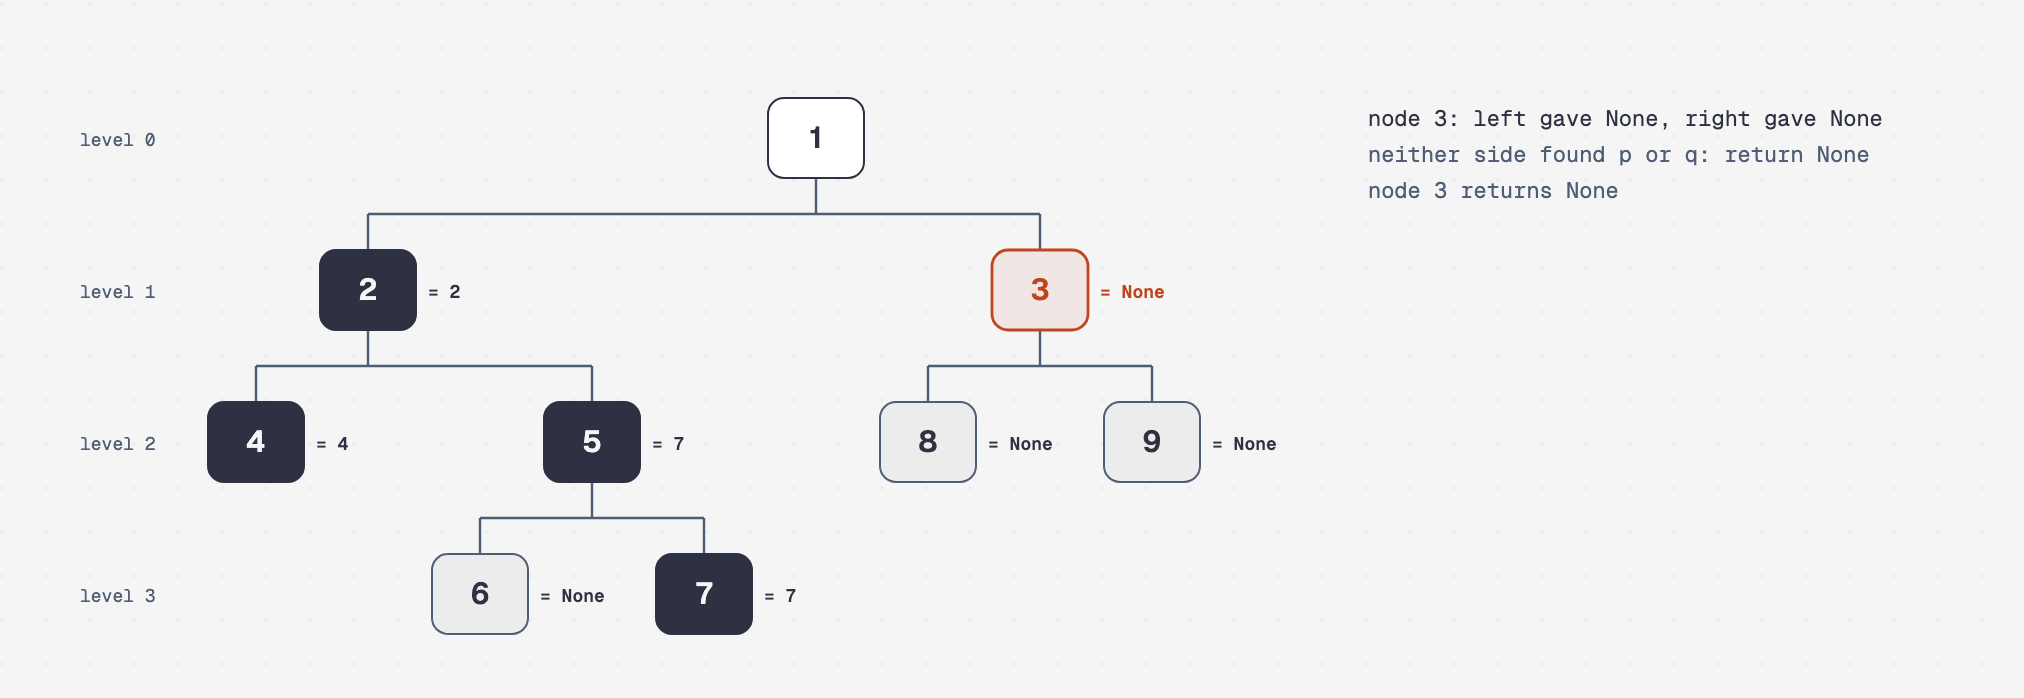 level 0
1
node 3: left gave None, right gave None
neither side found p or q: return None
node 3 returns None
level 1
2 = 2
3 = None
level 2
4 = 4
5 = 7
8 = None
9 = None
level 3
6 = None
7 = 7